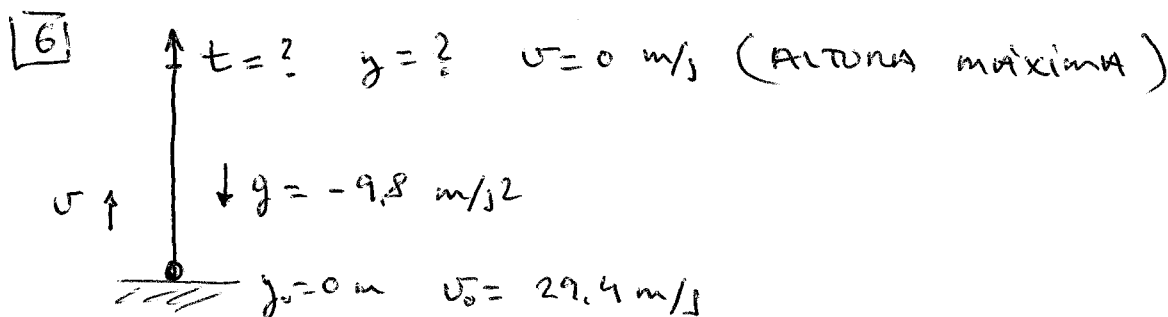 6 t = ? y = ? v = 0 m/s (ALTURA MÁXIMA)
v ↑ ↓ g = -9,8 m/s2
y₀ = 0 m v₀ = 29,4 m/s